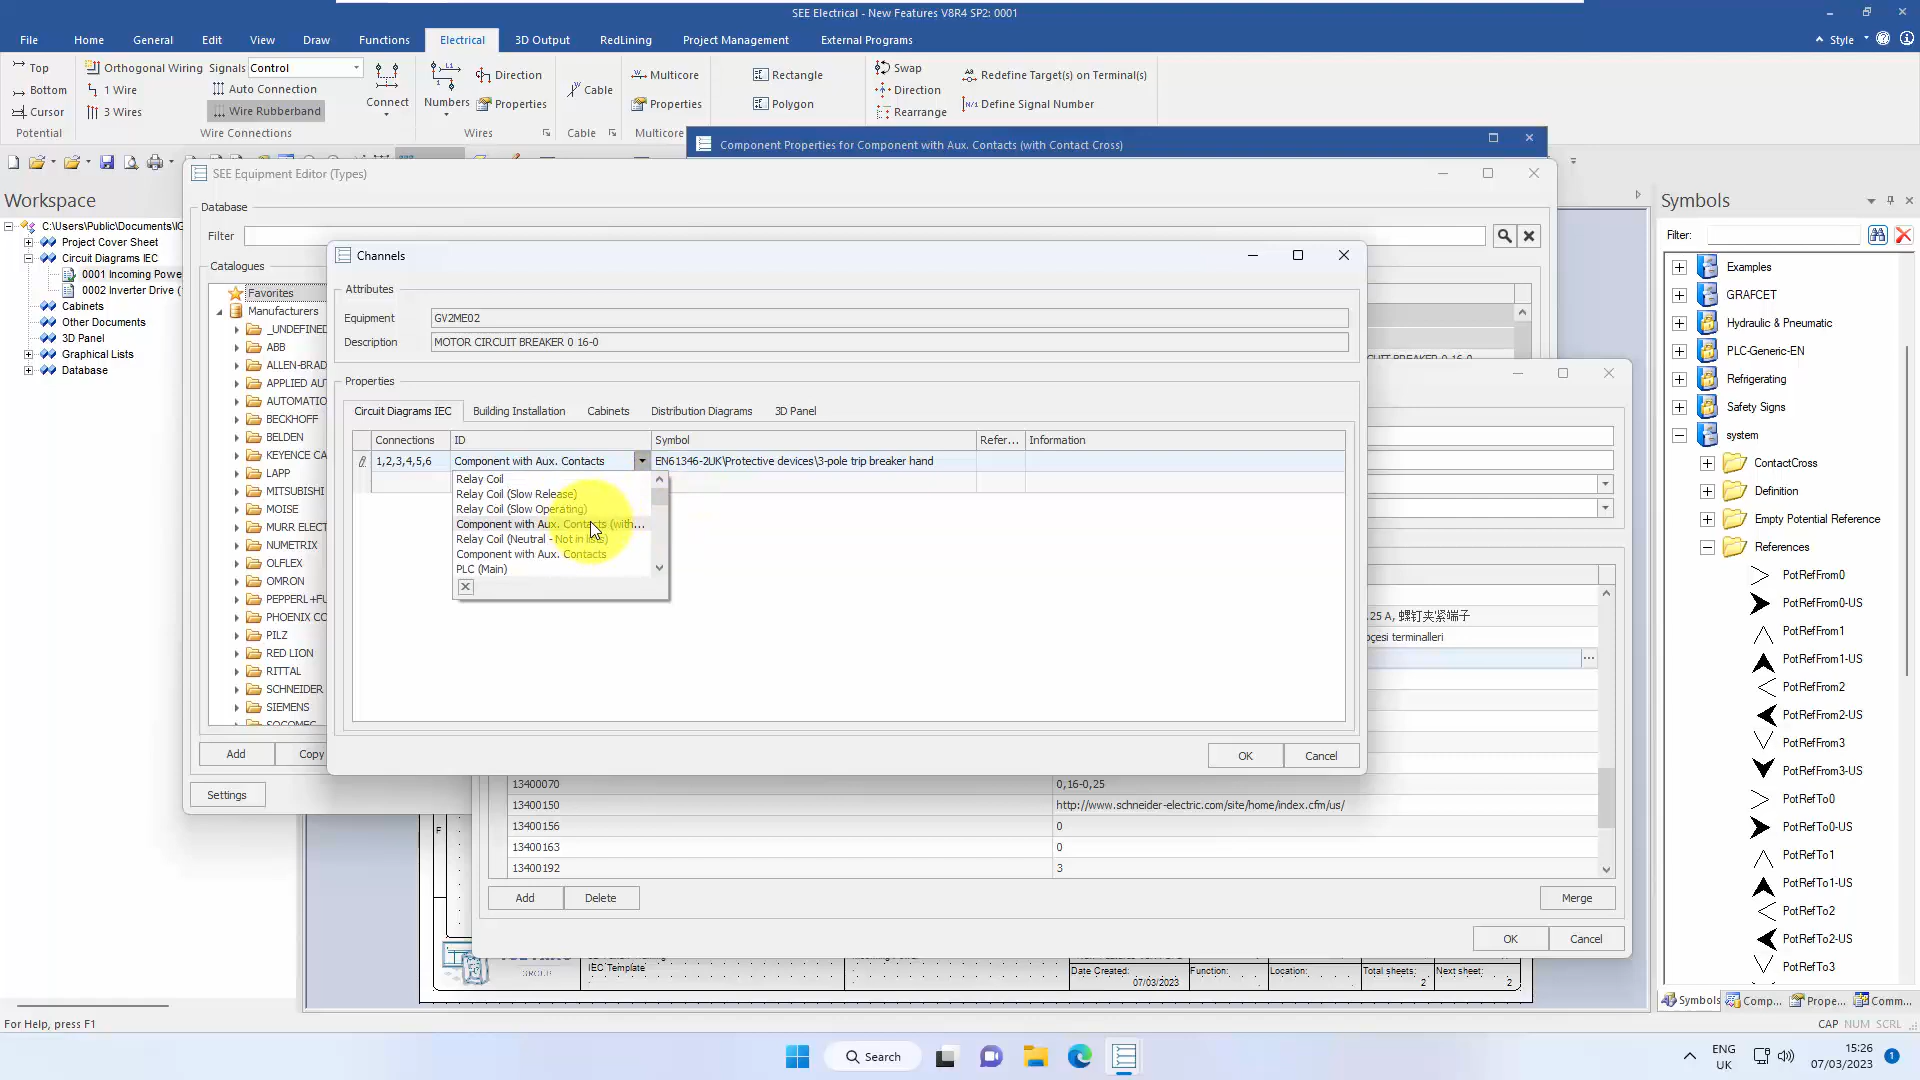 SEE Electrical - New Features V8R4 SP2: 0001
File Home General Edit View Draw Functions Electrical 3D Output RedLining Project Management External Programs Style
Top Orthogonal Wiring Signals Control Direction Multicore Rectangle Swap Redefine Target(s) on Terminal(s)
Bottom 1 Wire Auto Connection Connect Numbers Cable Direction
Cursor 3 Wires Wire Rubberband Properties Properties Polygon Rearrange Define Signal Number
Potential Wire Connections Wires Cable Multicore
Component Properties for Component with Aux. Contacts (with Contact Cross)
SEE Equipment Editor (Types)
Workspace
C:\Users\Public\Documents\IG
Project Cover Sheet
Circuit Diagrams IEC
0001 Incoming Powe
0002 Inverter Drive (
Cabinets
Other Documents
3D Panel
Graphical Lists
Database
Database
Filter
Catalogues
Favorites
Manufacturers
_UNDEFINED
ABB
ALLEN-BRAD
APPLIED AU
AUTOMATIO
BECKHOFF
BELDEN
KEYENCE CA
LAPP
MITSUBISHI
MOISE
MURR ELECT
NUMETRIX
OLFLEX
OMRON
PEPPERL+FU
PHOENIX CO
PILZ
RED LION
RITTAL
SCHNEIDER
SIEMENS
SOCOMEC
Add Copy
Settings
Channels
Attributes
Equipment GV2ME02
Description MOTOR CIRCUIT BREAKER 0 16-0
Properties
Circuit Diagrams IEC Building Installation Cabinets Distribution Diagrams 3D Panel
Connections ID Symbol Refer... Information
1,2,3,4,5,6 Component with Aux. Contacts EN61346-2UK\Protective devices\3-pole trip breaker hand
Relay Coil
Relay Coil (Slow Release)
Relay Coil (Slow Operating)
Component with Aux. Contacts (with...
Relay Coil (Neutral - Not in lists)
Component with Aux. Contacts
PLC (Main)
OK Cancel
CUIT BREAKER 0 16-0
.25 A, 螺钉夹紧端子
oçesi terminalleri
13400070 0,16-0,25
13400150 http://www.schneider-electric.com/site/home/index.cfm/us/
13400156 0
13400163 0
13400192 3
Add Delete Merge
OK Cancel
F
GROUP
IEC Template
Date Created: Function: Location: Total sheets: Next sheet:
07/03/2023 2 2
Symbols
Filter:
Examples
GRAFCET
Hydraulic & Pneumatic
PLC-Generic-EN
Refrigerating
Safety Signs
system
ContactCross
Definition
Empty Potential Reference
References
PotRefFrom0
PotRefFrom0-US
PotRefFrom1
PotRefFrom1-US
PotRefFrom2
PotRefFrom2-US
PotRefFrom3
PotRefFrom3-US
PotRefTo0
PotRefTo0-US
PotRefTo1
PotRefTo1-US
PotRefTo2
PotRefTo2-US
PotRefTo3
Symbols Comp... Prope... Comm...
For Help, press F1
CAP NUM SCRL
Search
ENG
UK
15:26
07/03/2023
1